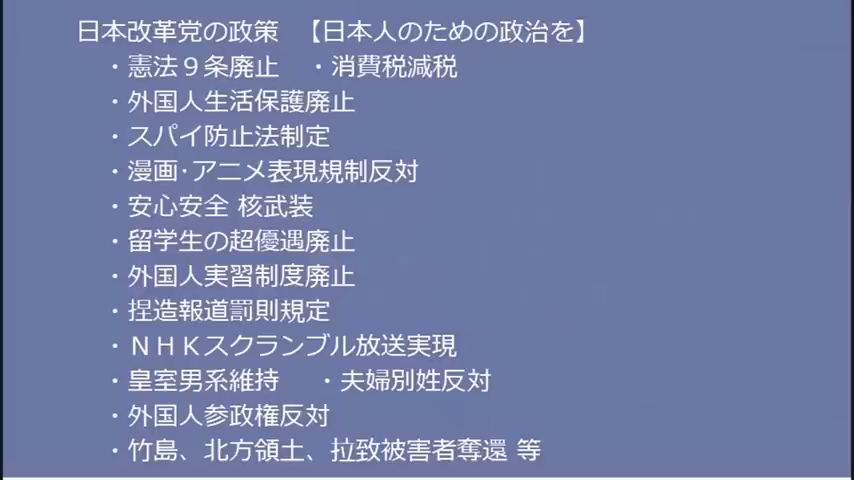 日本改革党の政策　【日本人のための政治を】
・憲法９条廃止　・消費税減税
・外国人生活保護廃止
・スパイ防止法制定
・漫画･アニメ表現規制反対
・安心安全 核武装
・留学生の超優遇廃止
・外国人実習制度廃止
・捏造報道罰則規定
・ＮＨＫスクランブル放送実現
・皇室男系維持　・夫婦別姓反対
・外国人参政権反対
・竹島、北方領土、拉致被害者奪還 等